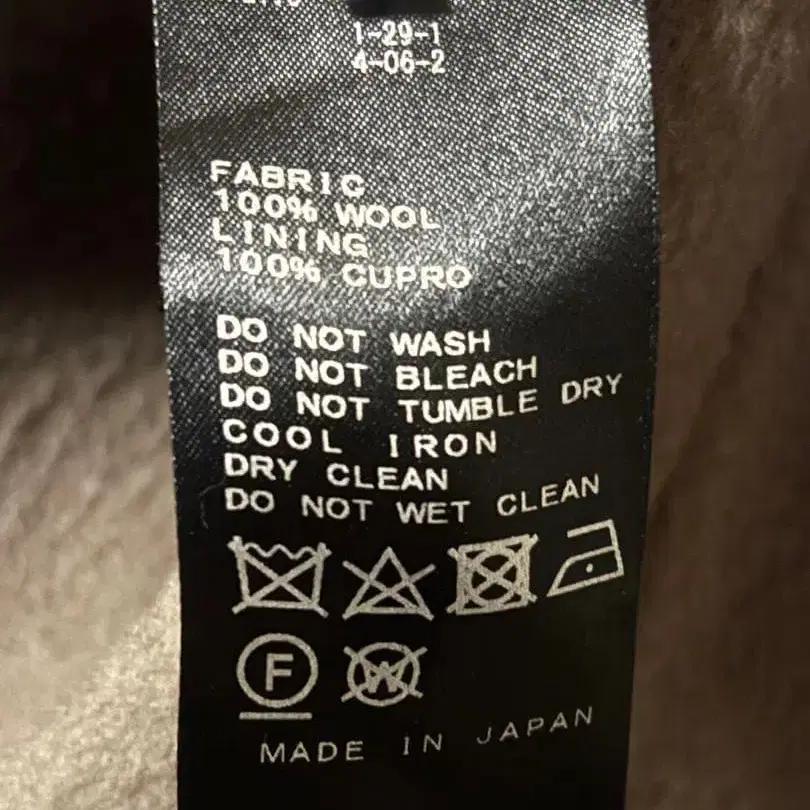 1-29-1
4-06-2
FABRIC
100% WOOL
LINING
100% CUPRO
DO NOT WASH
DO NOT BLEACH
DO NOT TUMBLE DRY
COOL IRON
DRY CLEAN
DO NOT WET CLEAN
F W
MADE IN JAPAN